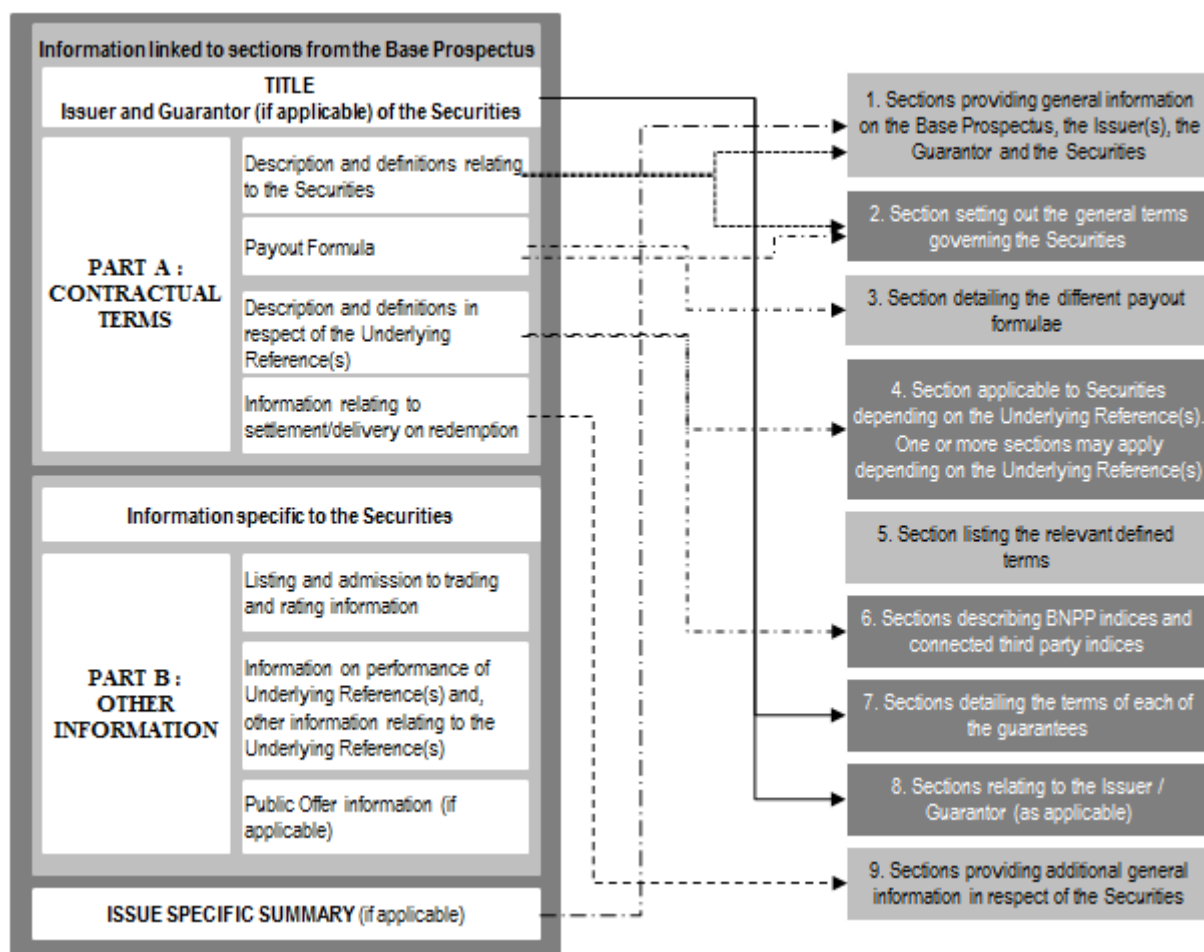 Information linked to sections from the Base Prospectus
TITLE
Issuer and Guarantor (if applicable) of the Securities
PART A :
CONTRACTUAL
TERMS
Description and definitions relating
to the Securities
Payout Formula
Description and definitions in
respect of the Underlying
Reference(s)
Information relating to
settlement/delivery on redemption
Information specific to the Securities
PART B :
OTHER
INFORMATION
Listing and admission to trading
and rating information
Information on performance of
Underlying Reference(s) and,
other information relating to the
Underlying Reference(s)
Public Offer information (if
applicable)
ISSUE SPECIFIC SUMMARY (if applicable)
1. Sections providing general information
on the Base Prospectus, the Issuer(s), the
Guarantor and the Securities
2. Section setting out the general terms
governing the Securities
3. Section detailing the different payout
formulae
4. Section applicable to Securities
depending on the Underlying Reference(s).
One or more sections may apply
depending on the Underlying Reference(s)
5. Section listing the relevant defined
terms
6. Sections describing BNPP indices and
connected third party indices
7. Sections detailing the terms of each of
the guarantees
8. Sections relating to the Issuer /
Guarantor (as applicable)
9. Sections providing additional general
information in respect of the Securities